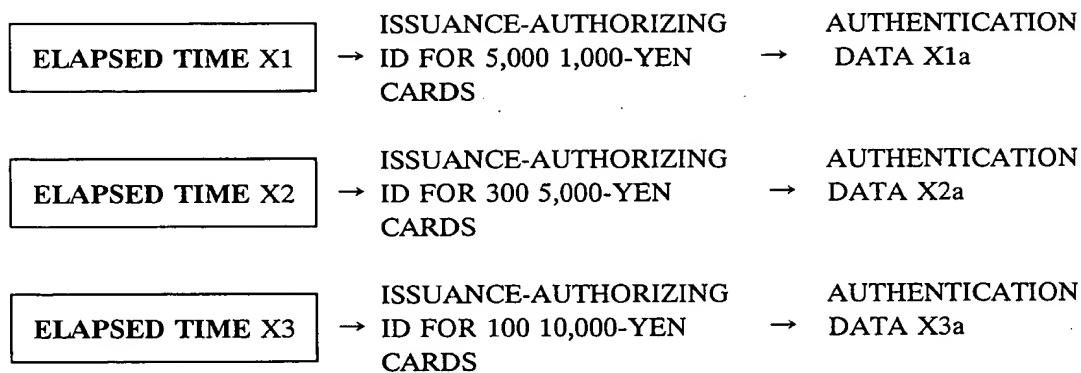 ELAPSED TIME X1 → ISSUANCE-AUTHORIZING ID FOR 5,000 1,000-YEN CARDS → AUTHENTICATION DATA X1a
ELAPSED TIME X2 → ISSUANCE-AUTHORIZING ID FOR 300 5,000-YEN CARDS → AUTHENTICATION DATA X2a
ELAPSED TIME X3 → ISSUANCE-AUTHORIZING ID FOR 100 10,000-YEN CARDS → AUTHENTICATION DATA X3a